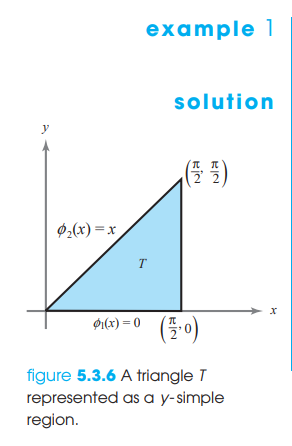 example 1
solution
y
(π/2, π/2)
ϕ₂(x) = x
T
x
ϕ₁(x) = 0
(π/2, 0)
figure 5.3.6 A triangle T
represented as a y-simple
region.